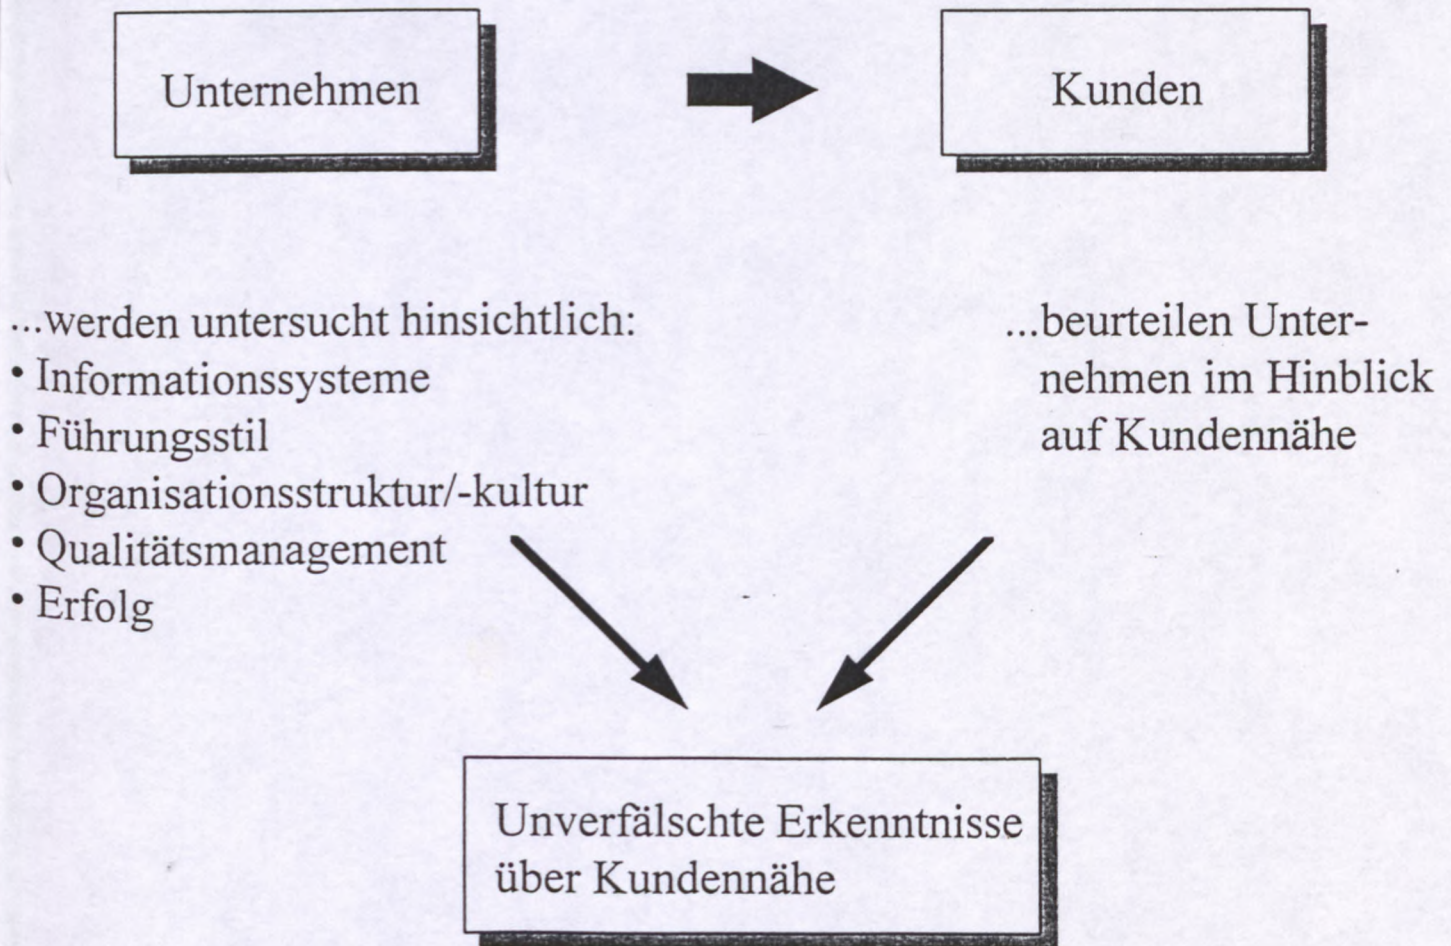 Unternehmen
Kunden
...werden untersucht hinsichtlich:
• Informationssysteme
• Führungsstil
• Organisationsstruktur/-kultur
• Qualitätsmanagement
• Erfolg
...beurteilen Unter-
nehmen im Hinblick
auf Kundennähe
Unverfälschte Erkenntnisse
über Kundennähe